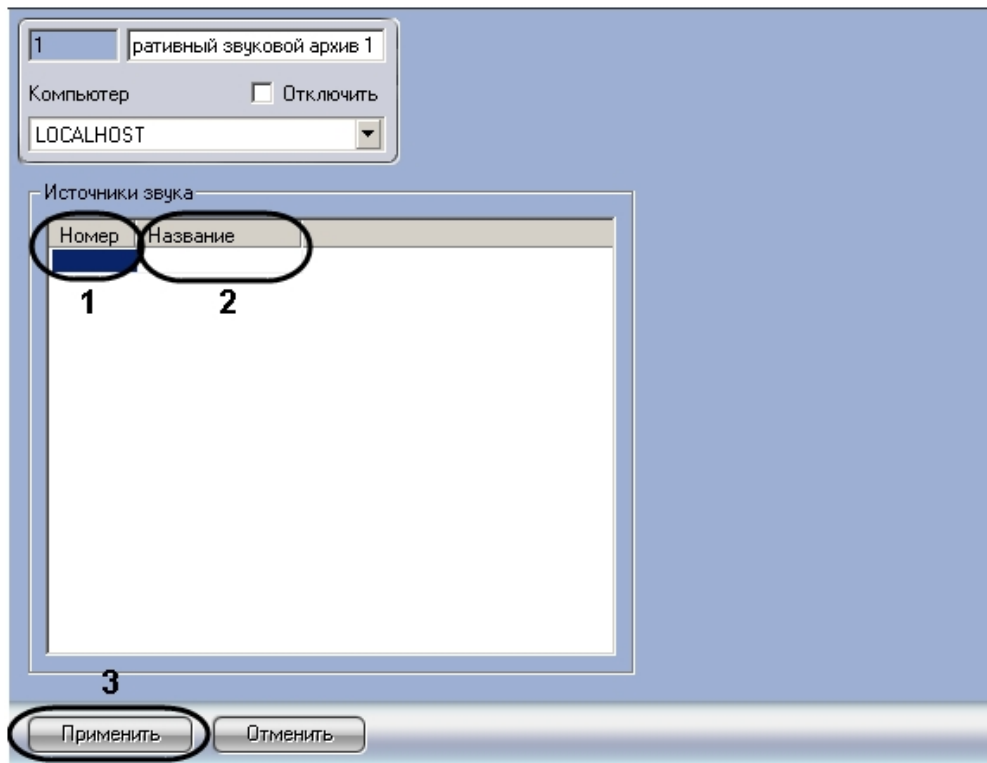 1 ративный звуковой архив 1
Компьютер Отключить
LOCALHOST
Источники звука
Номер Название
1 2
3
Применить Отменить